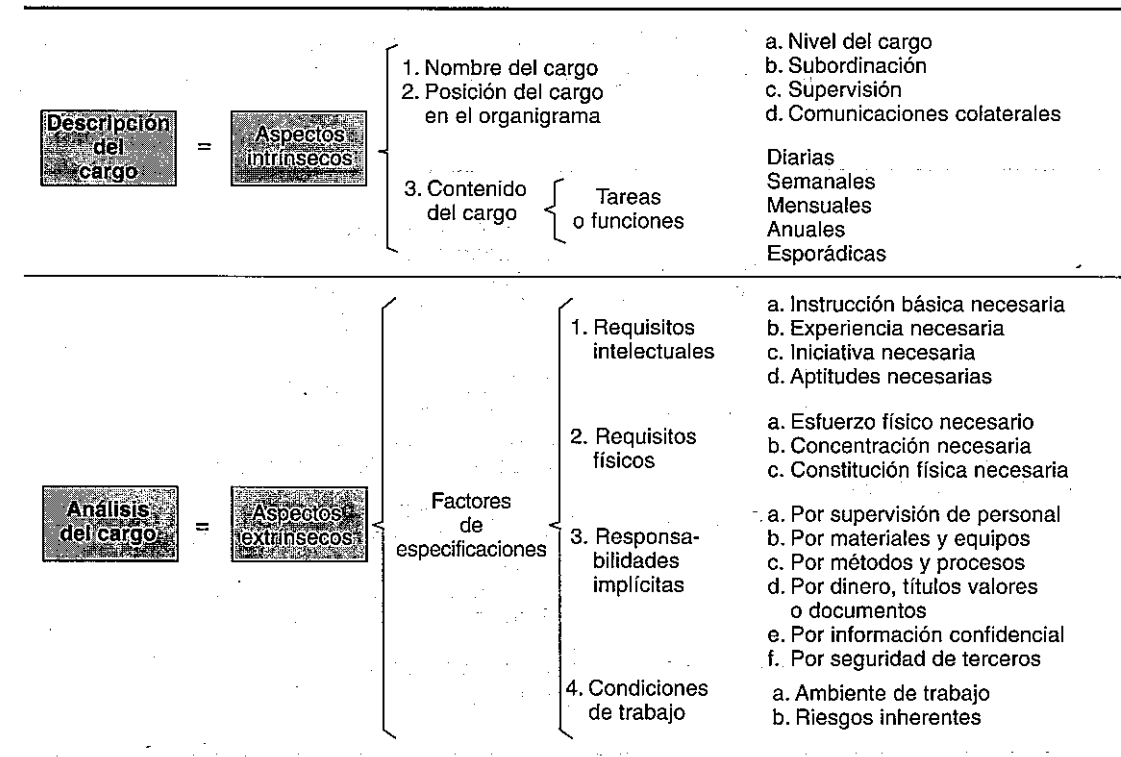 Descripción
del
cargo
=
Aspectos
intrínsecos
1. Nombre del cargo
2. Posición del cargo
en el organigrama
a. Nivel del cargo
b. Subordinación
c. Supervisión
d. Comunicaciones colaterales
3. Contenido
del cargo
Tareas
o funciones
Diarias
Semanales
Mensuales
Anuales
Esporádicas
Análisis
del cargo
=
Aspectos
extrínsecos
Factores
de
especificaciones
1. Requisitos
intelectuales
a. Instrucción básica necesaria
b. Experiencia necesaria
c. Iniciativa necesaria
d. Aptitudes necesarias
2. Requisitos
físicos
a. Esfuerzo físico necesario
b. Concentración necesaria
c. Constitución física necesaria
3. Responsa-
bilidades
implícitas
a. Por supervisión de personal
b. Por materiales y equipos
c. Por métodos y procesos
d. Por dinero, títulos valores
o documentos
e. Por información confidencial
f. Por seguridad de terceros
4. Condiciones
de trabajo
a. Ambiente de trabajo
b. Riesgos inherentes